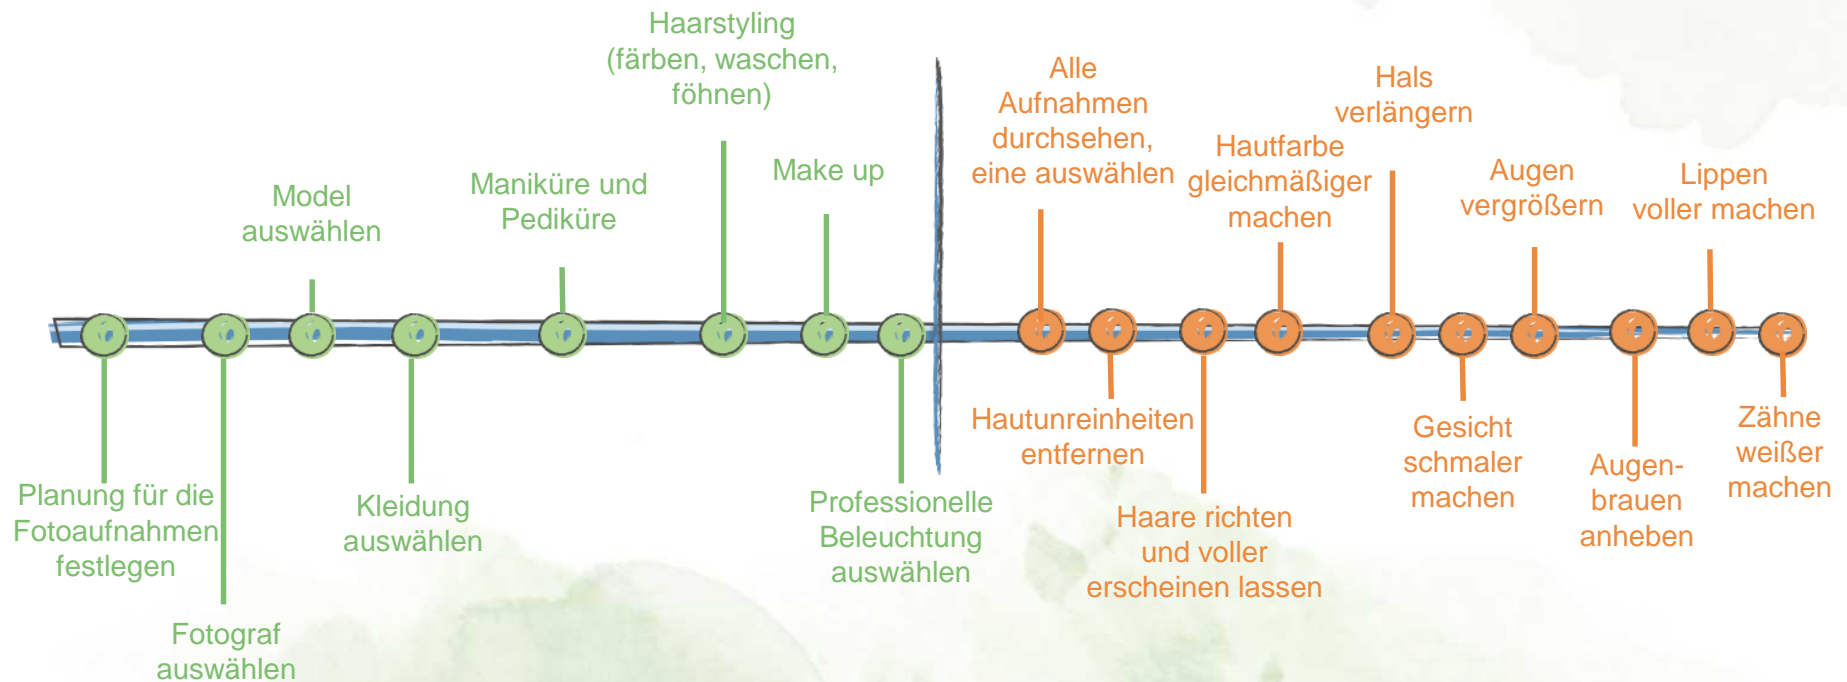 Planung für die
Fotoaufnahmen
festlegen
Fotograf
auswählen
Model
auswählen
Kleidung
auswählen
Maniküre und
Pediküre
Haarstyling
(färben, waschen,
föhnen)
Make up
Professionelle
Beleuchtung
auswählen
Alle
Aufnahmen
durchsehen,
eine auswählen
Hautunreinheiten
entfernen
Haare richten
und voller
erscheinen lassen
Hautfarbe
gleichmäßiger
machen
Hals
verlängern
Gesicht
schmaler
machen
Augen
vergrößern
Augen-
brauen
anheben
Lippen
voller machen
Zähne
weißer
machen